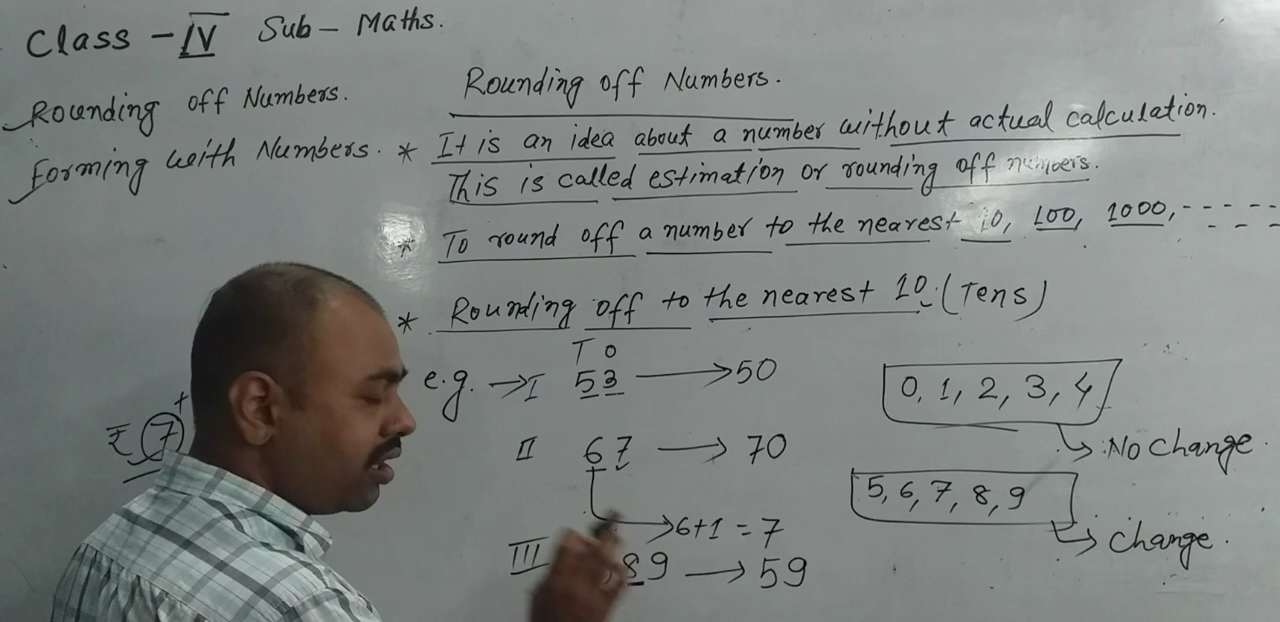 Class - IV Sub - Maths.
Rounding off Numbers.
Forming with Numbers.
Rounding off Numbers.
* It is an idea about a number without actual calculation.
This is called estimation or rounding off numbers.
* To round off a number to the nearest 10, 100, 1000, - - - - -
* Rounding off to the nearest 10. (Tens)
T O
e.g. → I 53 → 50
II 67 → 70
→ 6+1 = 7
III 89 → 59
₹ 7 +
0, 1, 2, 3, 4
→ No Change.
5, 6, 7, 8, 9
→ Change.